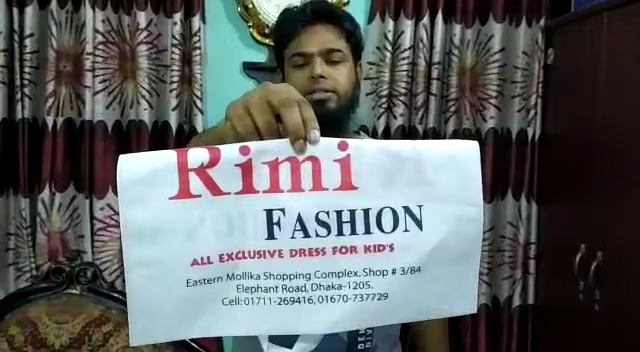 Rimi
FASHION
ALL EXCLUSIVE DRESS FOR KID'S
Eastern Mollika Shopping Complex, Shop # 3/84
Elephant Road, Dhaka-1205.
Cell: 01711-269416, 01670-737729